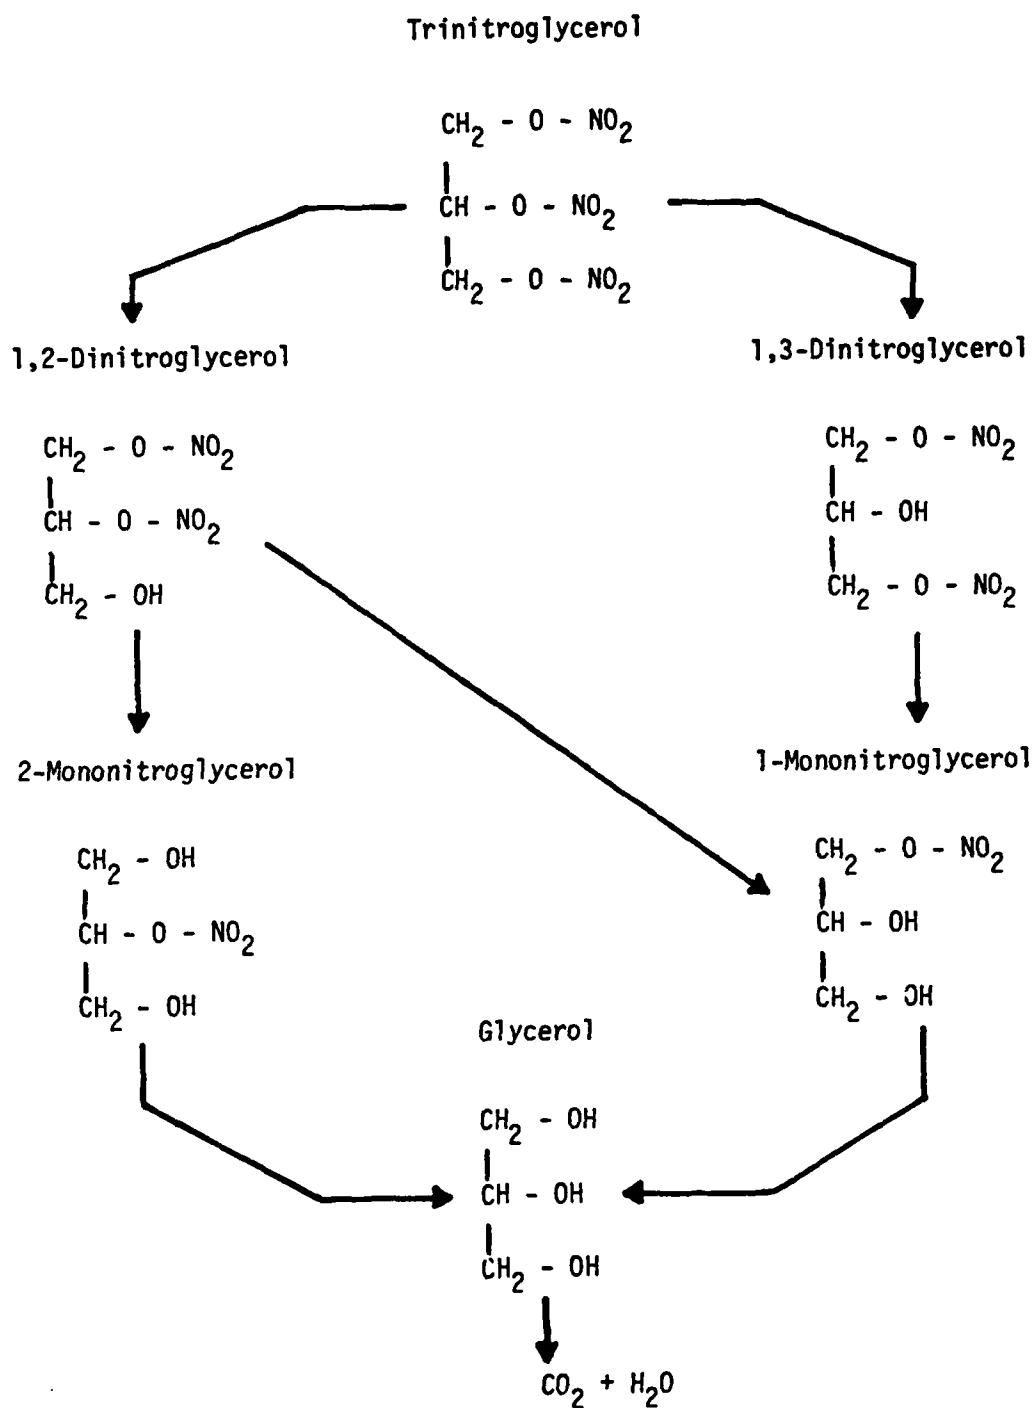 Trinitroglycerol
CH2 - O - NO2
CH - O - NO2
CH2 - O - NO2
1,2-Dinitroglycerol
CH2 - O - NO2
CH - O - NO2
CH2 - OH
1,3-Dinitroglycerol
CH2 - O - NO2
CH - OH
CH2 - O - NO2
2-Mononitroglycerol
CH2 - OH
CH - O - NO2
CH2 - OH
1-Mononitroglycerol
CH2 - O - NO2
CH - OH
CH2 - OH
Glycerol
CH2 - OH
CH - OH
CH2 - OH
CO2 + H2O